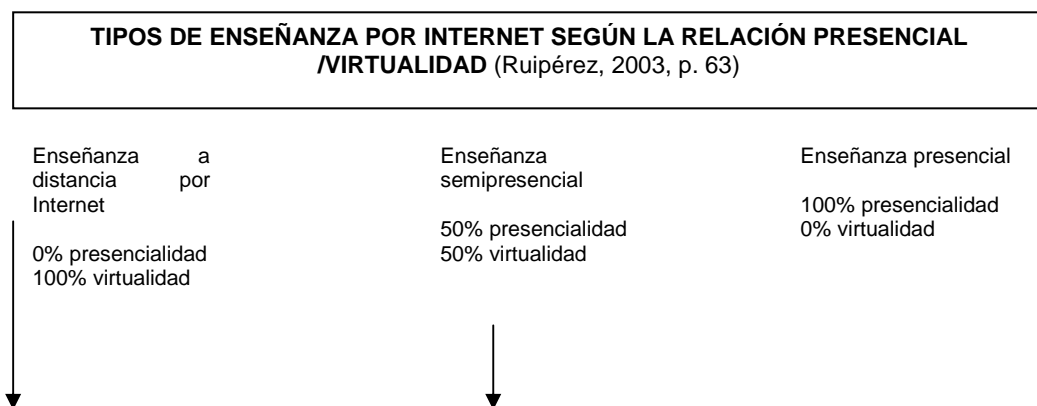 TIPOS DE ENSEÑANZA POR INTERNET SEGÚN LA RELACIÓN PRESENCIAL
/VIRTUALIDAD (Ruipérez, 2003, p. 63)
Enseñanza a
distancia por
Internet
0% presencialidad
100% virtualidad
Enseñanza
semipresencial
50% presencialidad
50% virtualidad
Enseñanza presencial
100% presencialidad
0% virtualidad